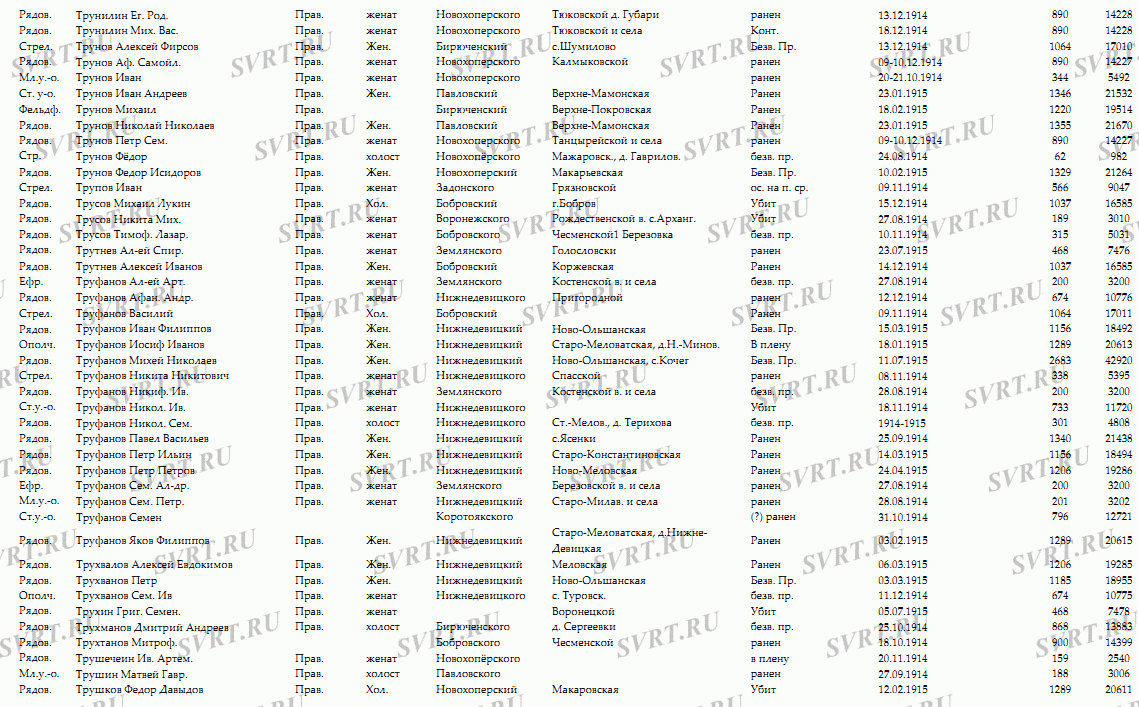 Рядов. Трунилин Ег. Род. Прав. женат Новохоперского Тюковской д. Губари ранен 13.12.1914 890 14228
Рядов. Трунилин Мих. Вас. Прав. женат Новохоперского Тюковской и села Конт. 18.12.1914 890 14228
Стрел. Трунов Алексей Фирсов Прав. Жен. Бирюченский с.Шумилово Безв. Пр. 13.12.1914 1064 17010
Рядов. Трунов Аф. Самойл. Прав. женат Новохоперского Калмыковской ранен 09-10.12.1914 890 14227
Мл.у.-о. Трунов Иван Прав. женат Новохоперского ранен 20-21.10.1914 344 5492
Ст. у-о. Трунов Иван Андреев Прав. Жен. Павловский Верхне-Мамонская Ранен 23.01.1915 1346 21532
Фельдф. Трунов Михаил Прав. Бирюченский Верхне-Покровская Ранен 18.02.1915 1220 19514
Рядов. Трунов Николай Николаев Прав. Жен. Павловский Верхне-Мамонская Ранен 23.01.1915 1355 21670
Рядов. Трунов Петр Сем. Прав. женат Новохоперского Танцырейской и села ранен 09-10.12.1914 890 14227
Стр. Трунов Фёдор Прав. холост Новохопёрского Мажаровск., д. Гаврилов. безв. пр. 24.08.1914 62 982
Рядов. Трунов Федор Исидоров Прав. Жен. Новохоперский Макарьевская Безв. Пр. 10.02.1915 1329 21264
Стрел. Трупов Иван Прав. женат Задонского Грязновской ос. на п. ср. 09.11.1914 566 9047
Рядов. Трусов Михаил Лукин Прав. Хол. Бобровский г.Бобров Убит 15.12.1914 1037 16585
Рядов. Трусов Никита Мих. Прав. женат Воронежского Рождественской в. с.Арханг. Убит 27.08.1914 189 3010
Рядов. Трусов Тимоф. Лазар. Прав. женат Бобровского Чесменской1 Березовка безв. пр. 10.11.1914 315 5031
Рядов. Трутнев Ал-ей Спир. Прав. женат Землянского Голословски ранен 23.07.1915 468 7476
Рядов. Трутнев Алексей Иванов Прав. Жен. Бобровский Коржевская Ранен 14.12.1914 1037 16585
Ефр. Труфанов Ал-ей Арт. Прав. женат Землянского Костенской в. и села безв. пр. 27.08.1914 200 3200
Рядов. Труфанов Афан. Андр. Прав. женат Нижнедевицкого Пригородной ранен 12.12.1914 674 10776
Стрел. Труфанов Василий Прав. Хол. Бобровский Ранен 09.11.1914 1064 17011
Рядов. Труфанов Иван Филиппов Прав. Жен. Нижнедевицкий Ново-Ольшанская Безв. Пр. 15.03.1915 1156 18492
Ополч. Труфанов Иосиф Иванов Прав. Жен. Нижнедевицкий Старо-Меловатская, д.Н.-Минов. В плену 18.01.1915 1289 20613
Рядов. Труфанов Михей Николаев Прав. Жен. Нижнедевицкий Ново-Ольшанская, с.Кочег Безв. Пр. 11.07.1915 2683 42920
Стрел. Труфанов Никита Никитович Прав. женат Нижнедевицкого Спасской ранен 08.11.1914 338 5395
Рядов. Труфанов Никиф. Ив. Прав. женат Землянского Костенской в. и села безв. пр. 28.08.1914 200 3200
Ст.у.-о. Труфанов Никол. Ив. Прав. женат Нижнедевицкого Убит 18.11.1914 733 11720
Рядов. Труфанов Никол. Сем. Прав. холост Нижнедевицкого Ст.-Мелов., д. Терихова безв. пр. 1914-1915 301 4808
Рядов. Труфанов Павел Васильев Прав. Жен. Нижнедевицкий с.Ясенки Ранен 25.09.1914 1340 21438
Рядов. Труфанов Петр Ильин Прав. Жен. Нижнедевицкий Старо-Константиновская Ранен 14.03.1915 1156 18494
Рядов. Труфанов Петр Петров Прав. Жен. Нижнедевицкий Ново-Меловская Ранен 24.04.1915 1206 19286
Ефр. Труфанов Сем. Ал-др. Прав. женат Землянского Березовской в. и села ранен 27.08.1914 200 3200
Мл.у.-о. Труфанов Сем. Петр. Прав. женат Нижнедевицкий Старо-Милав. и села ранен 28.08.1914 201 3202
Ст.у.-о. Труфанов Семен Коротоякского (?) ранен 31.10.1914 796 12721
Рядов. Труфанов Яков Филиппов Прав. Жен. Нижнедевицкий Старо-Меловатская, д.Нижне- Ранен 03.02.1915 1289 20615
Девицкая
Рядов. Трухвалов Алексей Евдокимов Прав. Жен. Нижнедевицкий Меловская Ранен 06.03.1915 1206 19285
Рядов. Трухванов Петр Прав. Жен. Нижнедевицкий Ново-Ольшанская Безв. Пр. 03.03.1915 1185 18955
Ополч. Трухванов Сем. Ив Прав. женат Нижнедевицкого с. Туровск. безв. пр. 11.12.1914 674 10775
Рядов. Трухин Григ. Семен. Прав. женат Воронецкой Убит 05.07.1915 468 7478
Рядов. Трухманов Дмитрий Андреев Прав. холост Бирюченского д. Сергеевки безв. пр. 25.10.1914 868 13883
Рядов. Трухтанов Митроф. Бобровского Чесменской ранен 18.10.1914 900 14399
Рядов. Трушечеин Ив. Артём. Прав. женат Новохопёрского в плену 20.11.1914 159 2540
Мл.у.-о. Трушин Матвей Гавр. Прав. холост Павловского ранен 27.09.1914 188 3006
Рядов. Трушков Федор Давыдов Прав. Хол. Новохоперский Макаровская Убит 12.02.1915 1289 20611